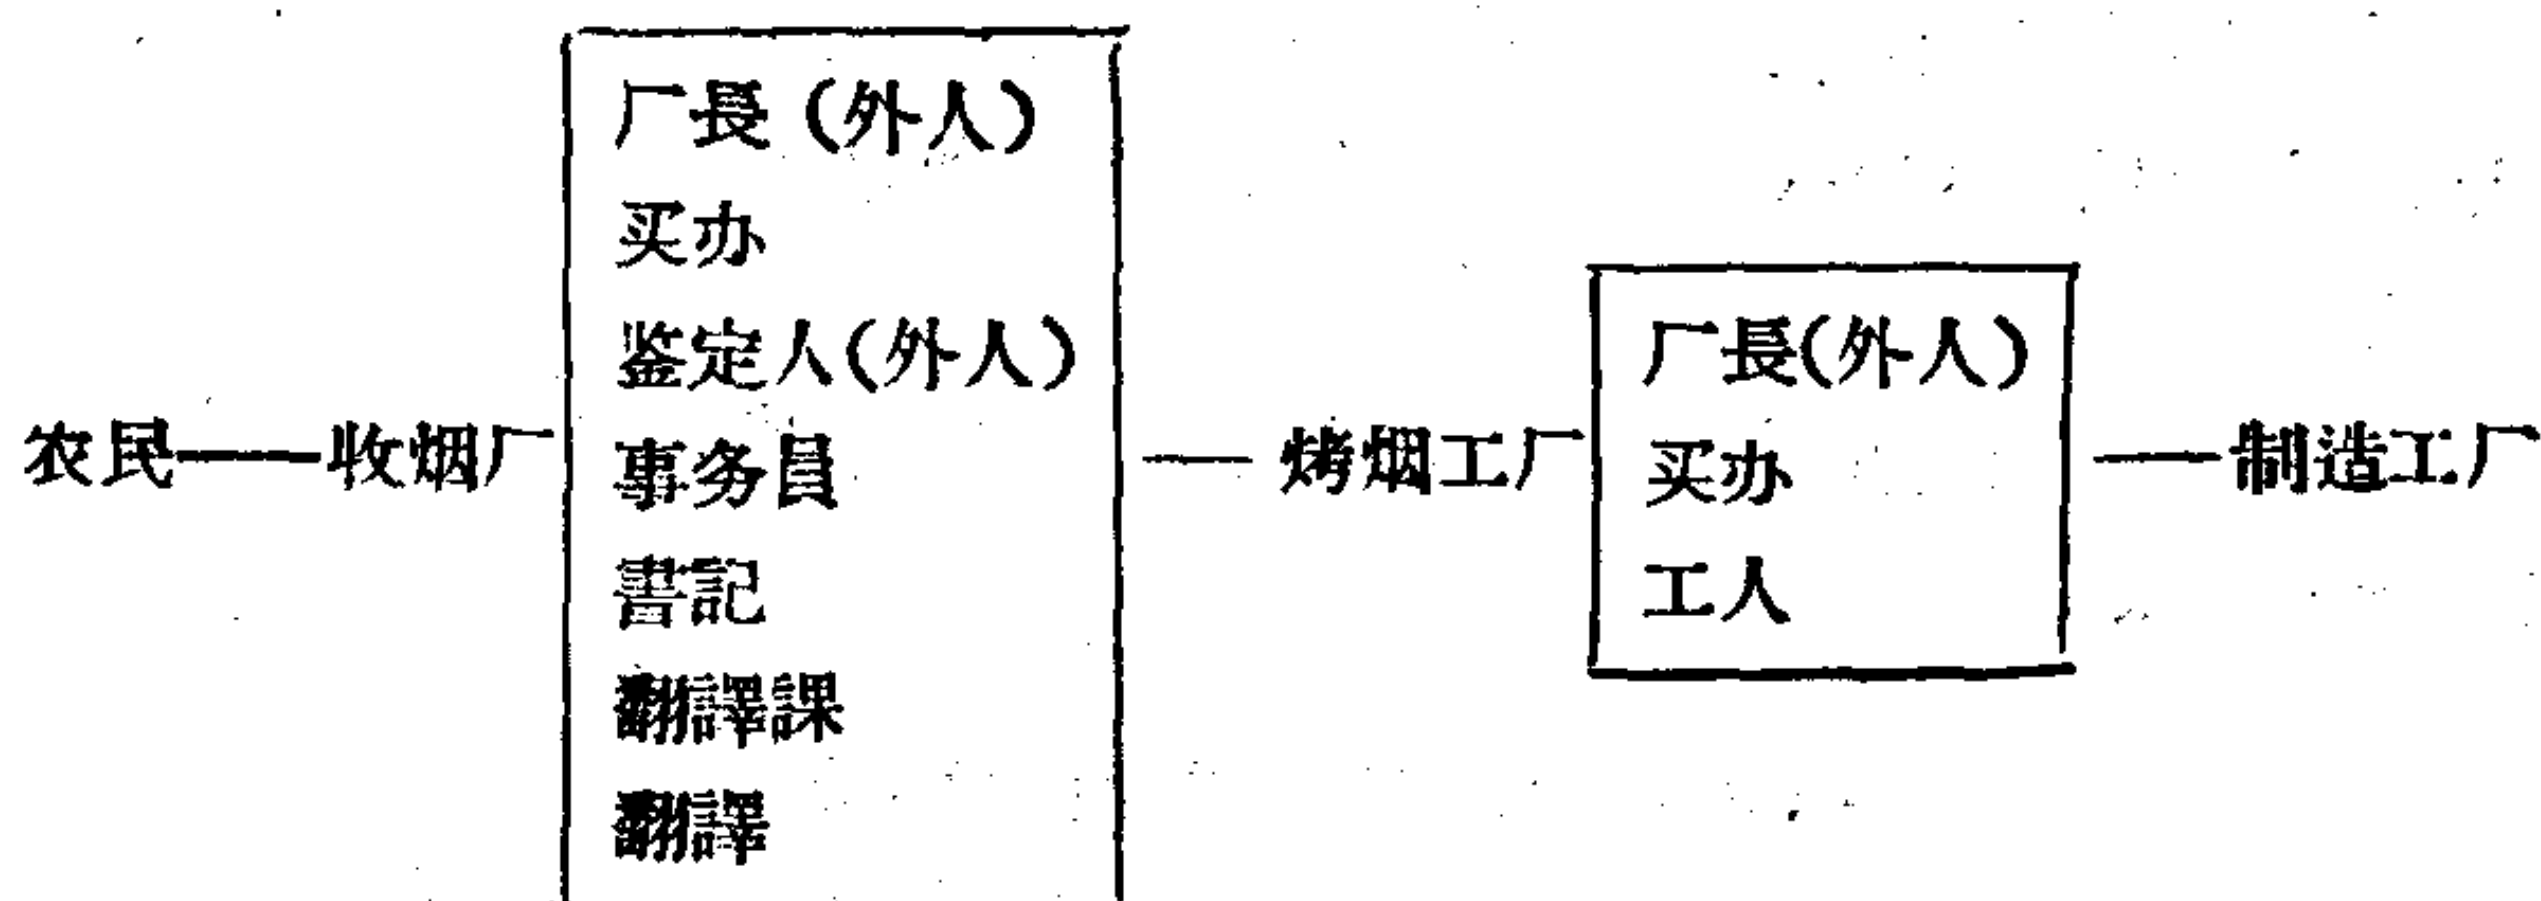 农民——收烟厂
厂長（外人）
买办
鉴定人（外人）
事务員
書記
翻譯課
翻譯
烤烟工厂
厂長（外人）
买办
工人
制造工厂